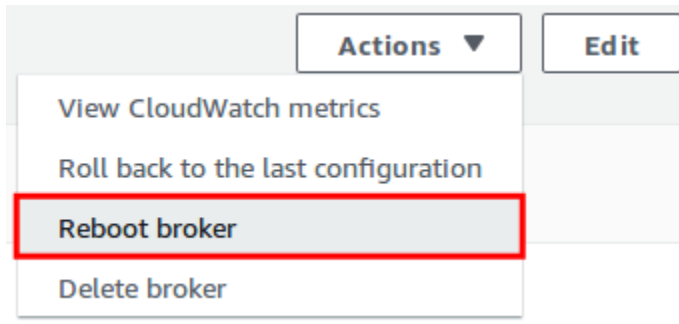 Actions ▼ Edit
View CloudWatch metrics
Roll back to the last configuration
Reboot broker
Delete broker